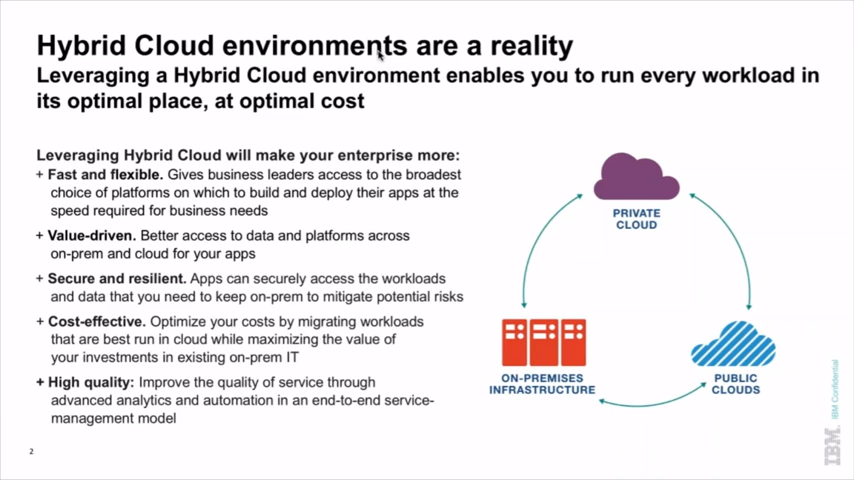 Hybrid Cloud environments are a reality
Leveraging a Hybrid Cloud environment enables you to run every workload in
its optimal place, at optimal cost
Leveraging Hybrid Cloud will make your enterprise more:
+ Fast and flexible. Gives business leaders access to the broadest
choice of platforms on which to build and deploy their apps at the
speed required for business needs
+ Value-driven. Better access to data and platforms across
on-prem and cloud for your apps
+ Secure and resilient. Apps can securely access the workloads
and data that you need to keep on-prem to mitigate potential risks
+ Cost-effective. Optimize your costs by migrating workloads
that are best run in cloud while maximizing the value of
your investments in existing on-prem IT
+ High quality: Improve the quality of service through
advanced analytics and automation in an end-to-end service-
management model
PRIVATE
CLOUD
ON-PREMISES
INFRASTRUCTURE
PUBLIC
CLOUDS
IBM Confidential
IBM
2